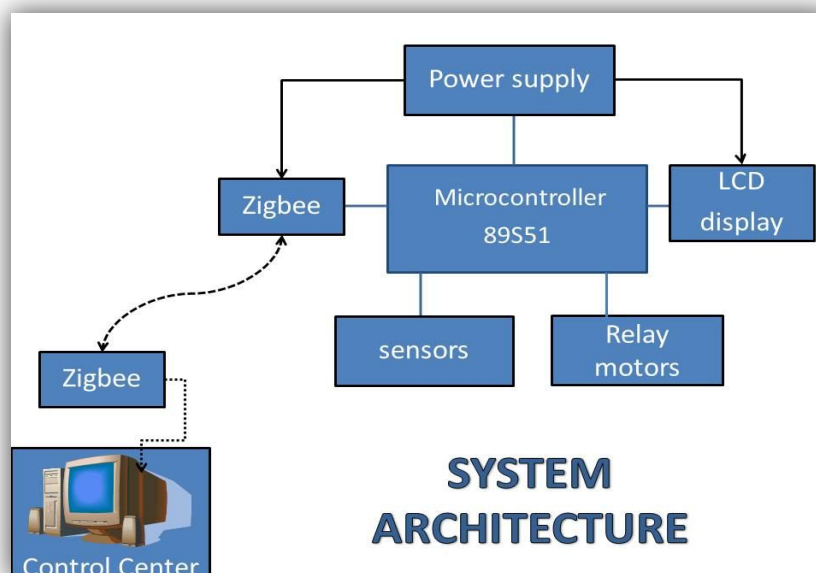 Power supply
Zigbee
Microcontroller
89S51
LCD
display
sensors
Relay
motors
Zigbee
Control Center
SYSTEM
ARCHITECTURE